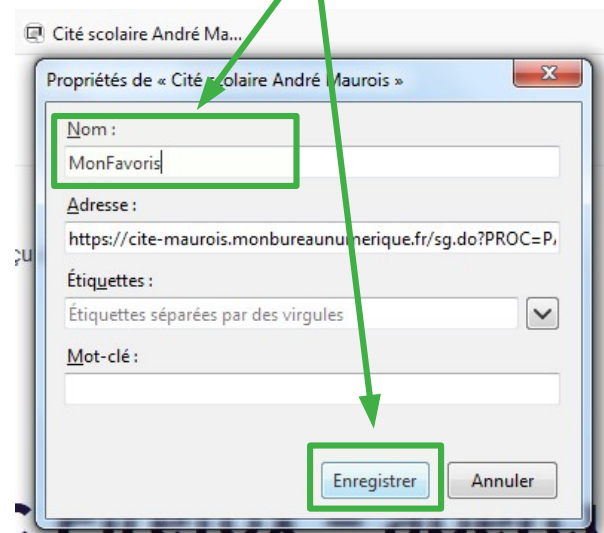 Cité scolaire André Ma...
Propriétés de « Cité scolaire André Maurois »
Nom :
MonFavoris
Adresse :
https://cite-maurois.monbureaunumerique.fr/sg.do?PROC=P
Étiquettes :
Étiquettes séparées par des virgules
Mot-clé :
Enregistrer
Annuler